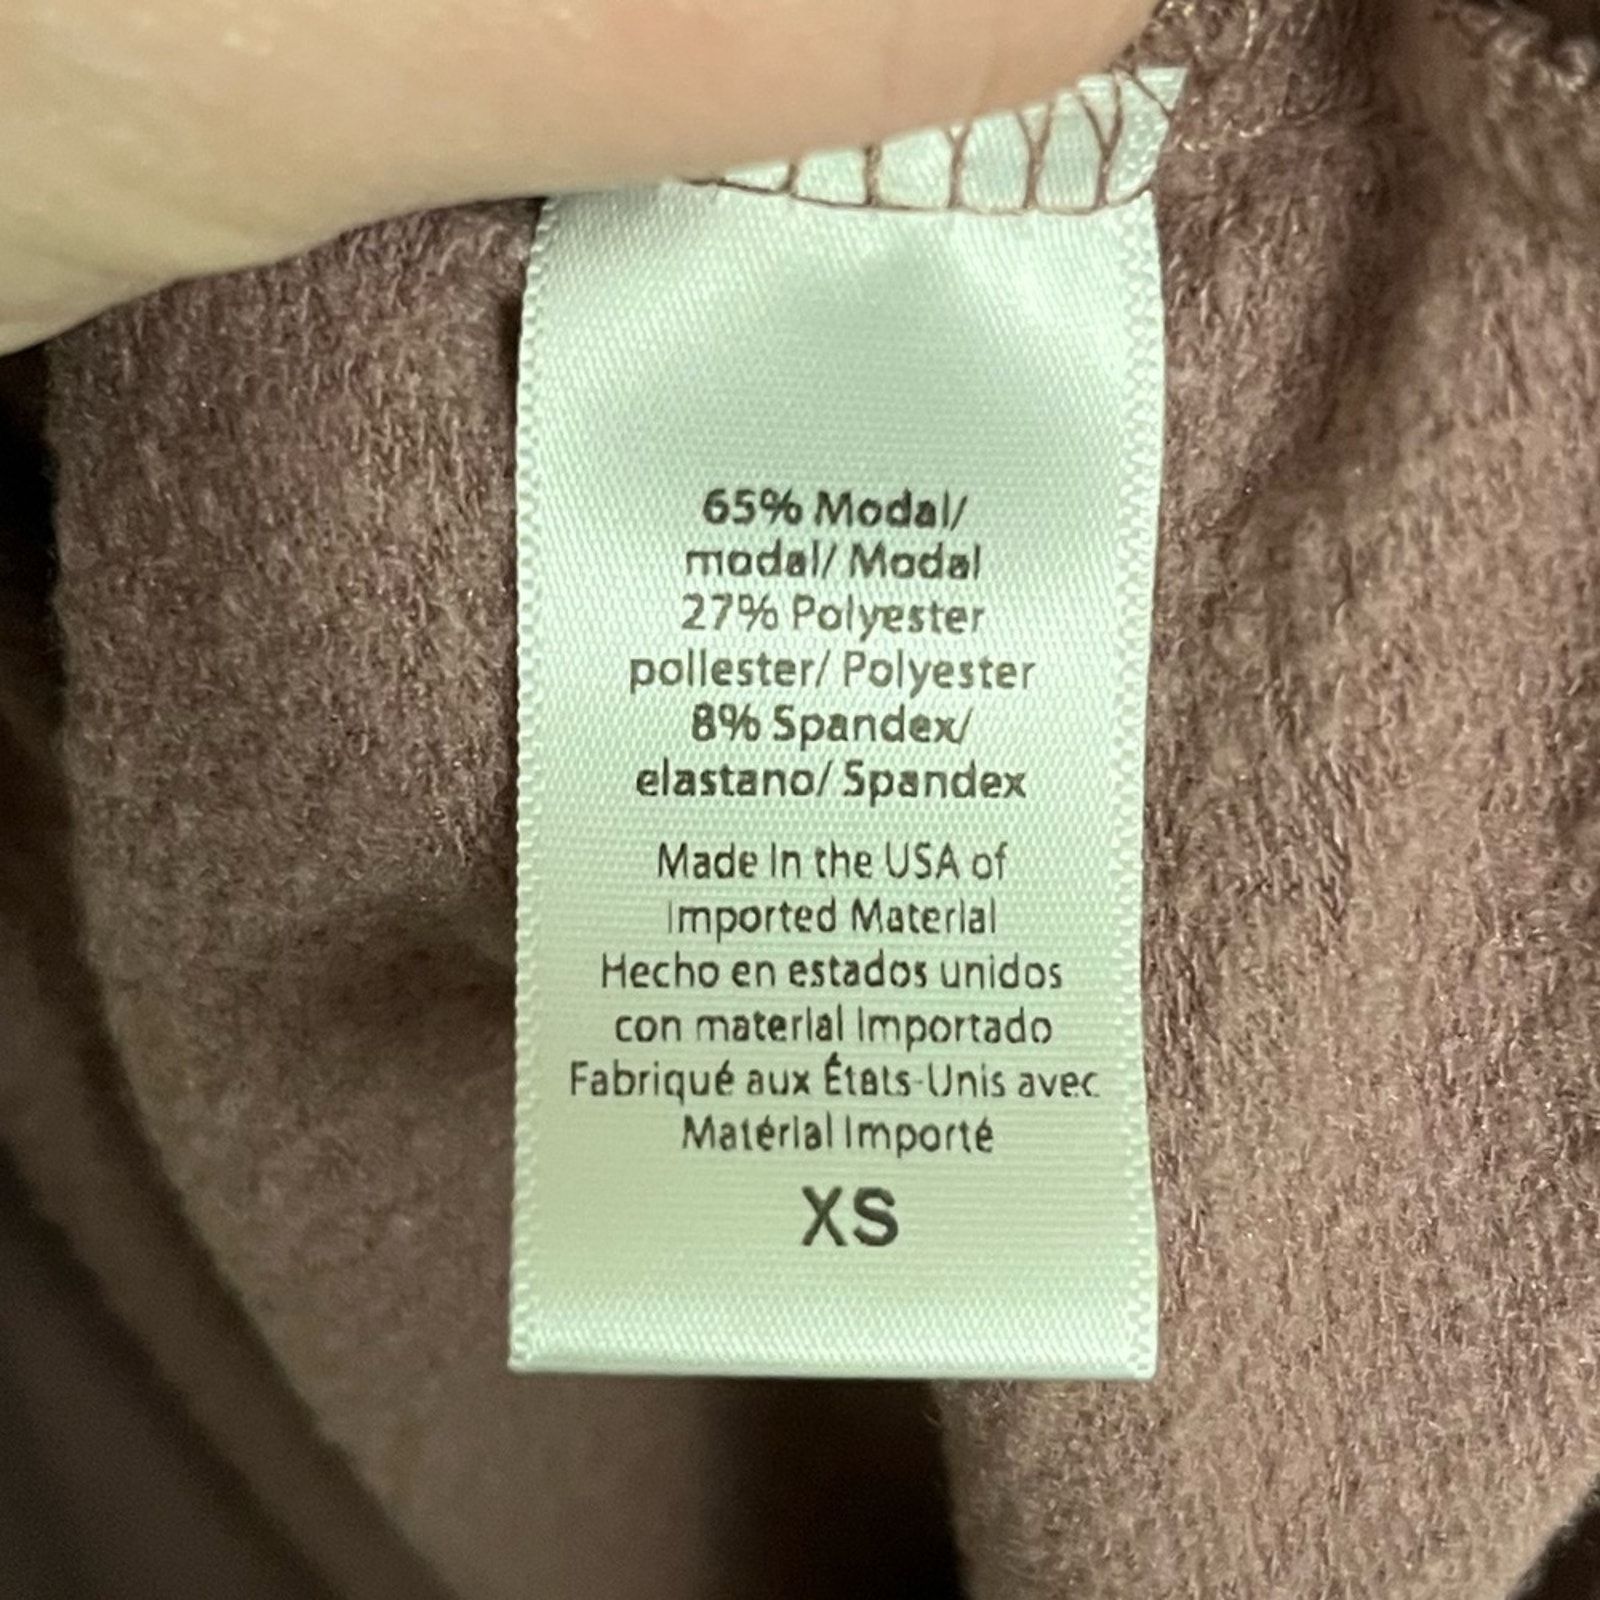 65% Modal/
modal/ Modal
27% Polyester
pollester/ Polyester
8% Spandex/
elastano/ Spandex
Made In the USA of
Imported Material
Hecho en estados unidos
con material Importado
Fabriqué aux États-Unis avec
Matérial Importé
XS